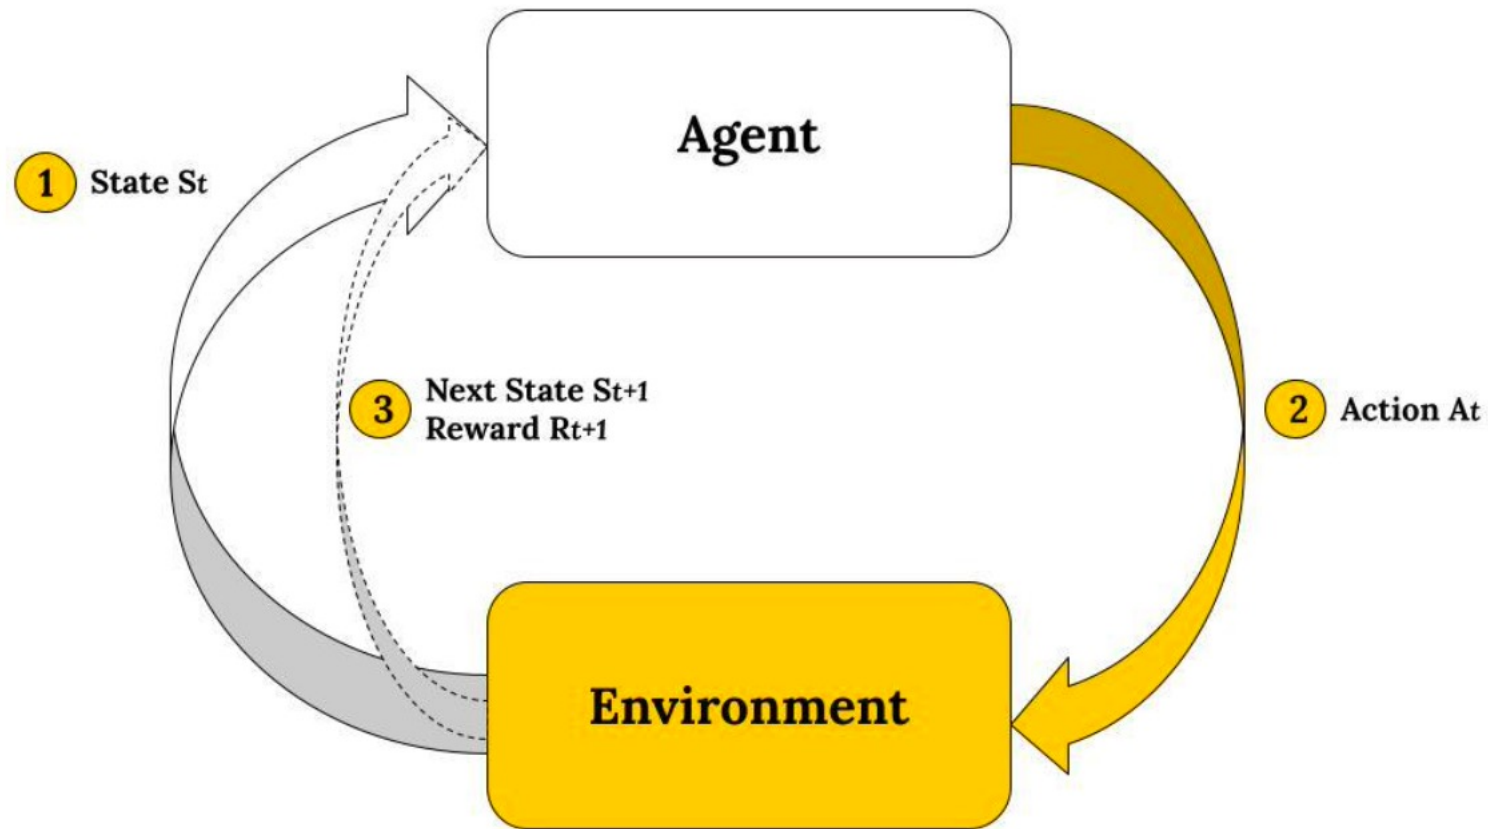 Agent
1 State St
3 Next State St+1
Reward Rt+1
2 Action At
Environment